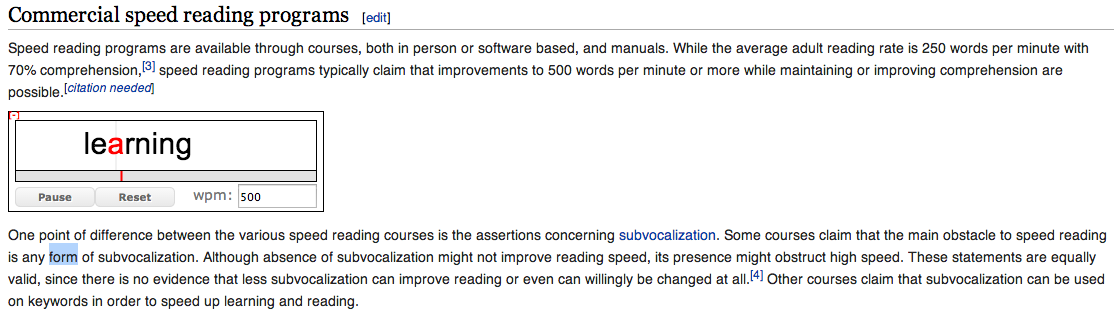 Commercial speed reading programs [edit]
Speed reading programs are available through courses, both in person or software based, and manuals. While the average adult reading rate is 250 words per minute with
70% comprehension,[3] speed reading programs typically claim that improvements to 500 words per minute or more while maintaining or improving comprehension are
possible.[citation needed]
[-]
learning
Pause Reset wpm: 500
One point of difference between the various speed reading courses is the assertions concerning subvocalization. Some courses claim that the main obstacle to speed reading
is any form of subvocalization. Although absence of subvocalization might not improve reading speed, its presence might obstruct high speed. These statements are equally
valid, since there is no evidence that less subvocalization can improve reading or even can willingly be changed at all.[4] Other courses claim that subvocalization can be used
on keywords in order to speed up learning and reading.